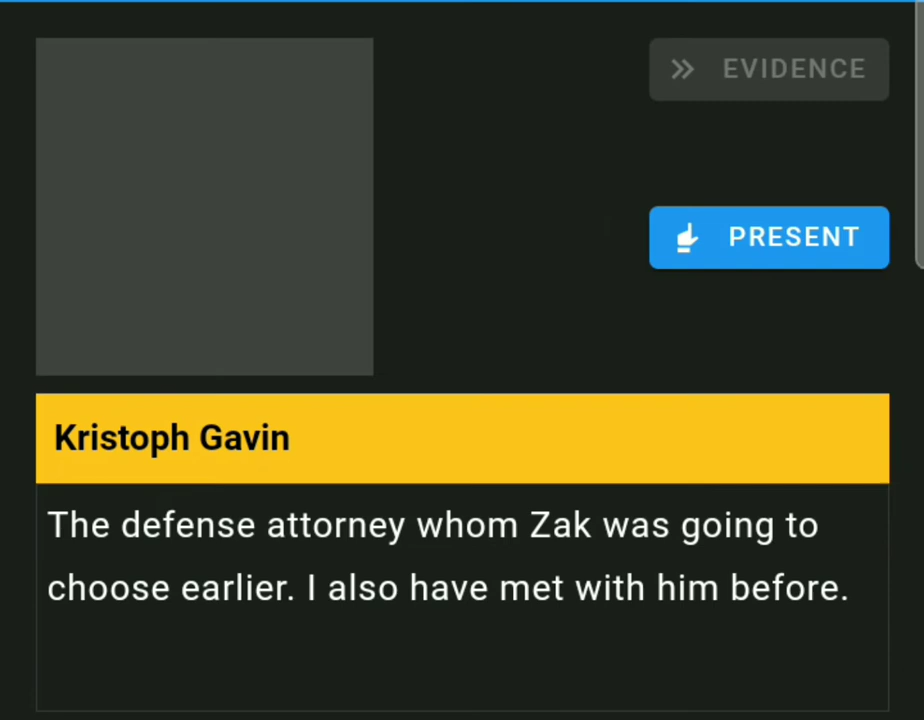 EVIDENCE
PRESENT
Kristoph Gavin
The defense attorney whom Zak was going to
choose earlier. I also have met with him before.